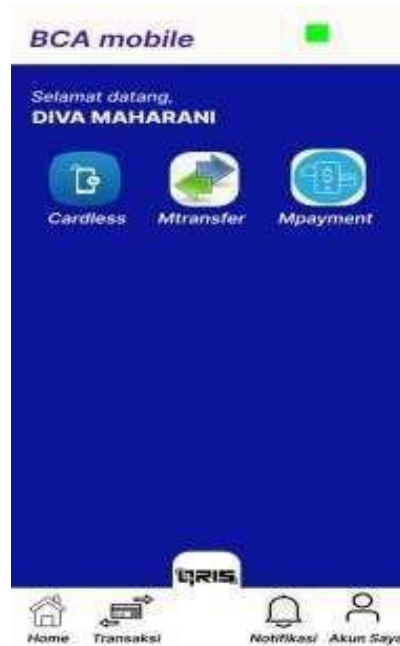 BCA mobile
Selamat datang,
DIVA MAHARANI
Cardless Mtransfer Mpayment
QRIS
Home Transaksi Notifikasi Akun Saya